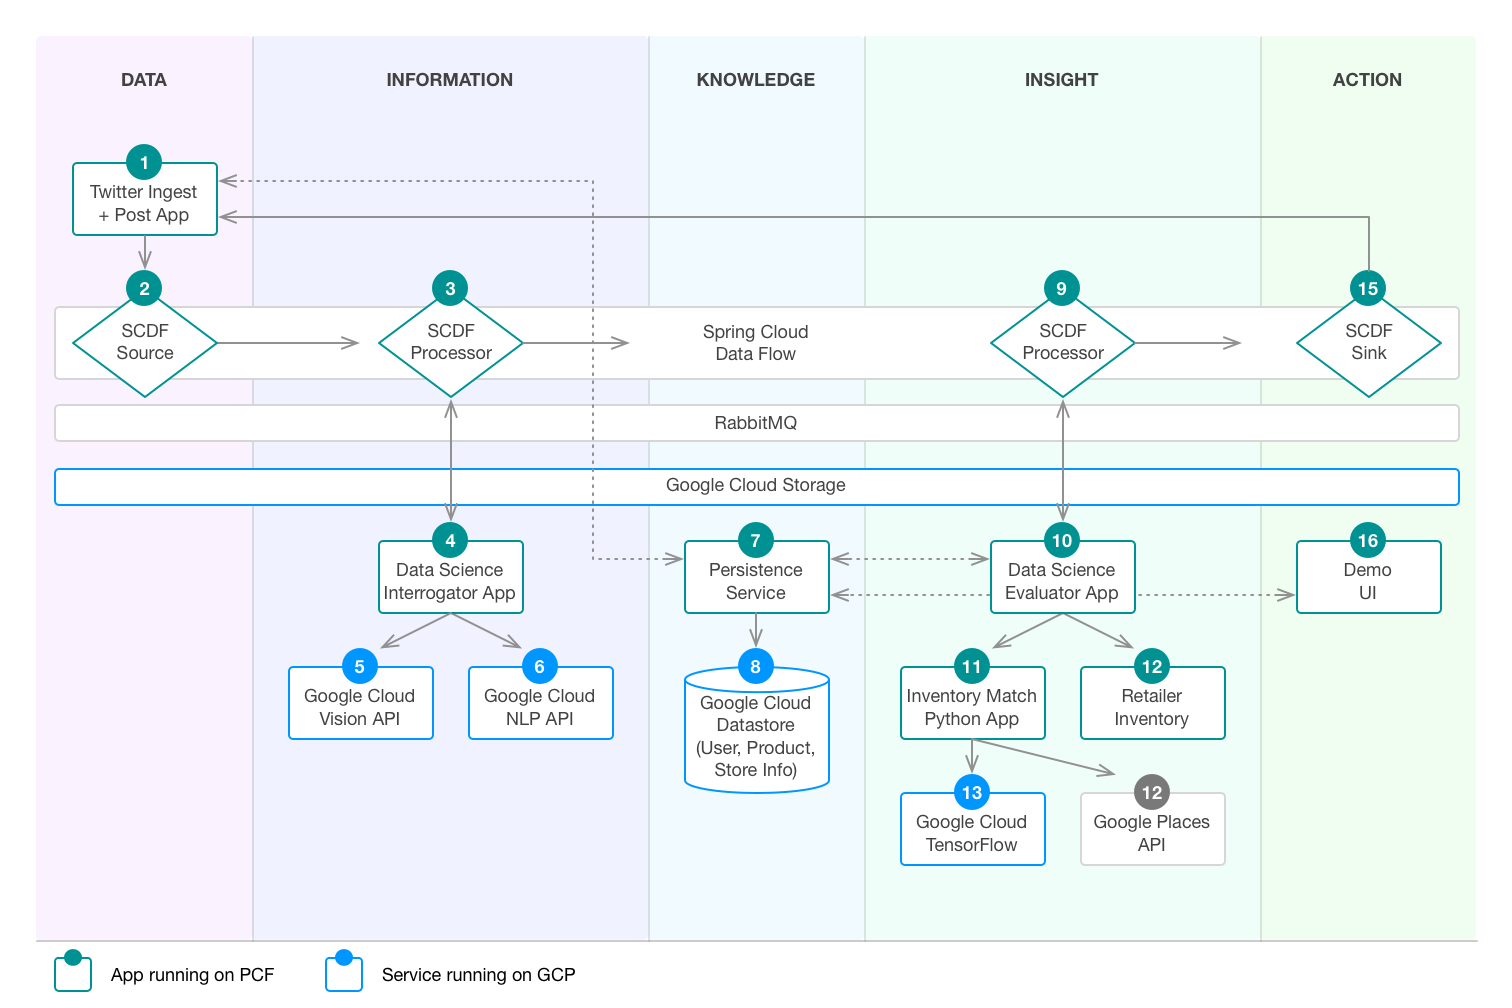 DATA
INFORMATION
KNOWLEDGE
INSIGHT
ACTION
1
Twitter Ingest
+ Post App
2
SCDF
Source
3
SCDF
Processor
Spring Cloud
Data Flow
9
SCDF
Processor
15
SCDF
Sink
RabbitMQ
Google Cloud Storage
4
Data Science
Interrogator App
7
Persistence
Service
10
Data Science
Evaluator App
16
Demo
UI
5
Google Cloud
Vision API
6
Google Cloud
NLP API
8
Google Cloud
Datastore
(User, Product,
Store Info)
11
Inventory Match
Python App
12
Retailer
Inventory
13
Google Cloud
TensorFlow
12
Google Places
API
App running on PCF
Service running on GCP